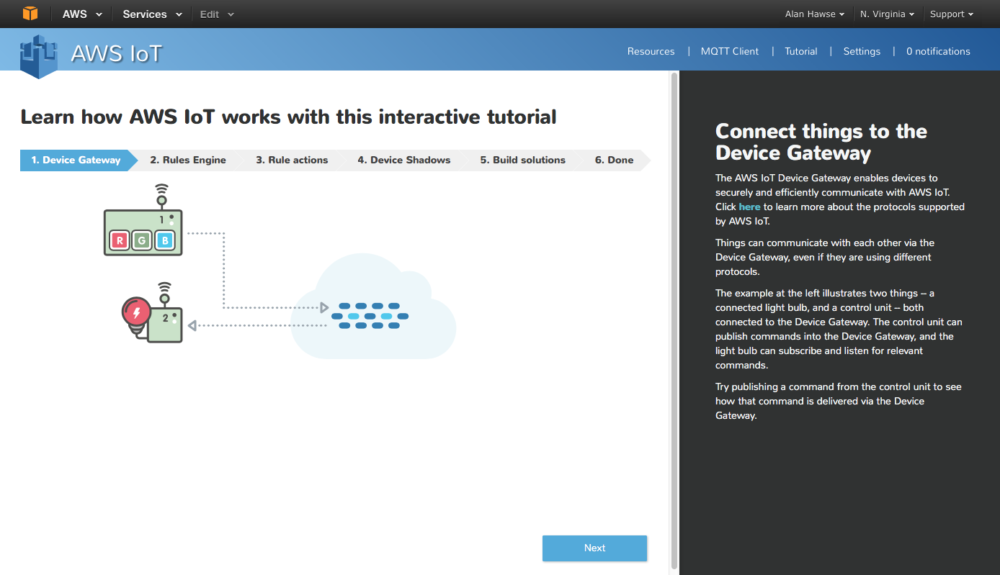 AWS Services Edit Alan Hawse N. Virginia Support
AWS IoT
Resources | MQTT Client | Tutorial | Settings | 0 notifications
Learn how AWS IoT works with this interactive tutorial
1. Device Gateway 2. Rules Engine 3. Rule actions 4. Device Shadows 5. Build solutions 6. Done
1
R G B
2
Next
Connect things to the
Device Gateway
The AWS IoT Device Gateway enables devices to
securely and efficiently communicate with AWS IoT.
Click here to learn more about the protocols supported
by AWS IoT.
Things can communicate with each other via the
Device Gateway, even if they are using different
protocols.
The example at the left illustrates two things – a
connected light bulb, and a control unit – both
connected to the Device Gateway. The control unit can
publish commands into the Device Gateway, and the
light bulb can subscribe and listen for relevant
commands.
Try publishing a command from the control unit to see
how that command is delivered via the Device
Gateway.